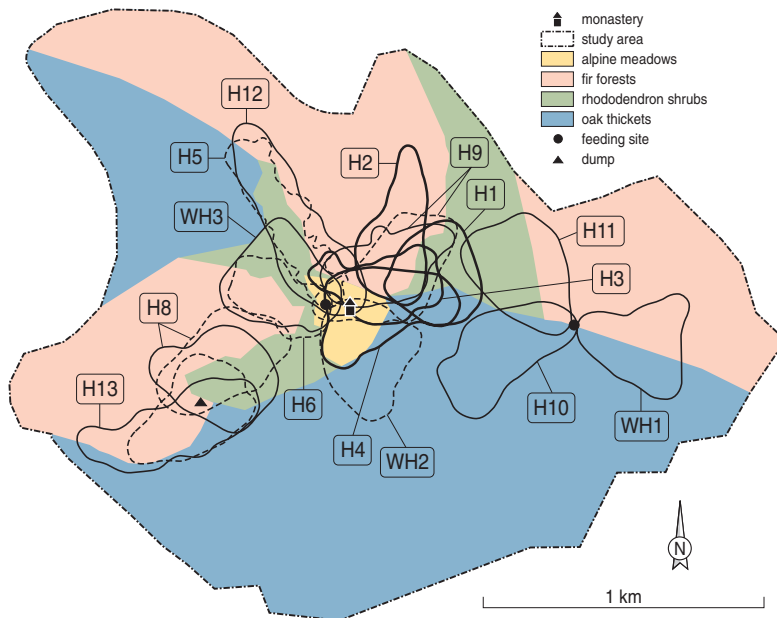 monastery
study area
alpine meadows
fir forests
rhododendron shrubs
oak thickets
feeding site
dump
H12
H5
H2
H9
H1
WH3
H11
H3
H8
H13
H6
H10
WH1
H4
WH2
N
1 km